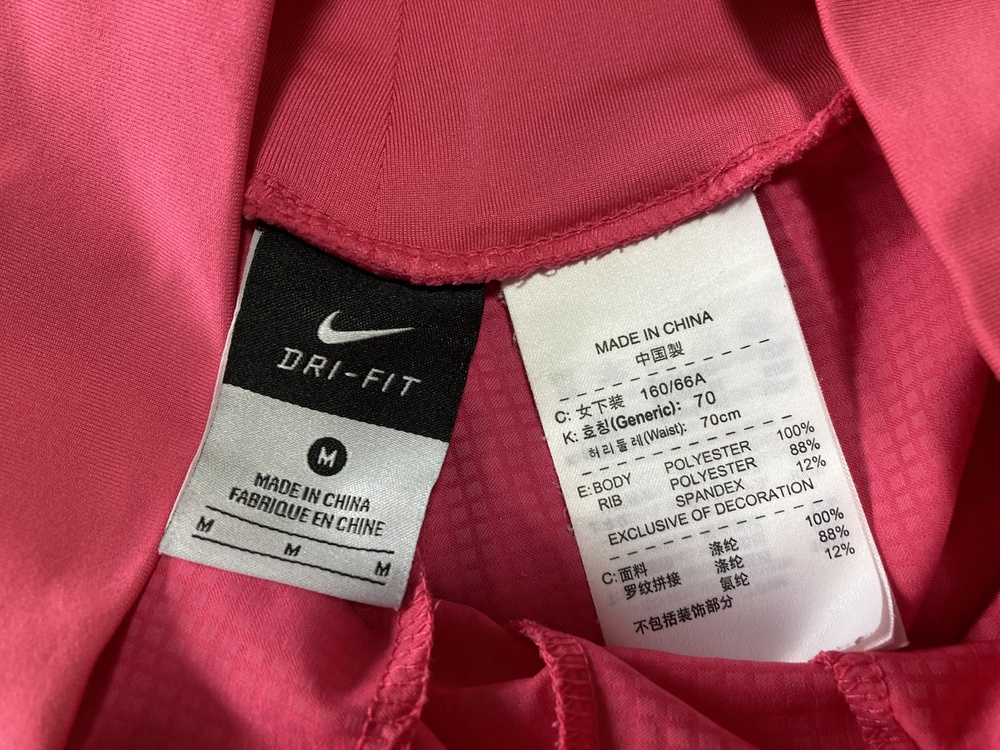 DRI-FIT
M
MADE IN CHINA
FABRIQUE EN CHINE
M
M
M
MADE IN CHINA
中国製
C: 女下装 160/66A
K: 호칭(Generic): 70
허리둘레(Waist): 70cm
E: BODY POLYESTER 100%
RIB POLYESTER 88%
SPANDEX 12%
EXCLUSIVE OF DECORATION
C: 面料 涤纶 100%
罗纹拼接 涤纶 88%
氨纶 12%
不包括装饰部分